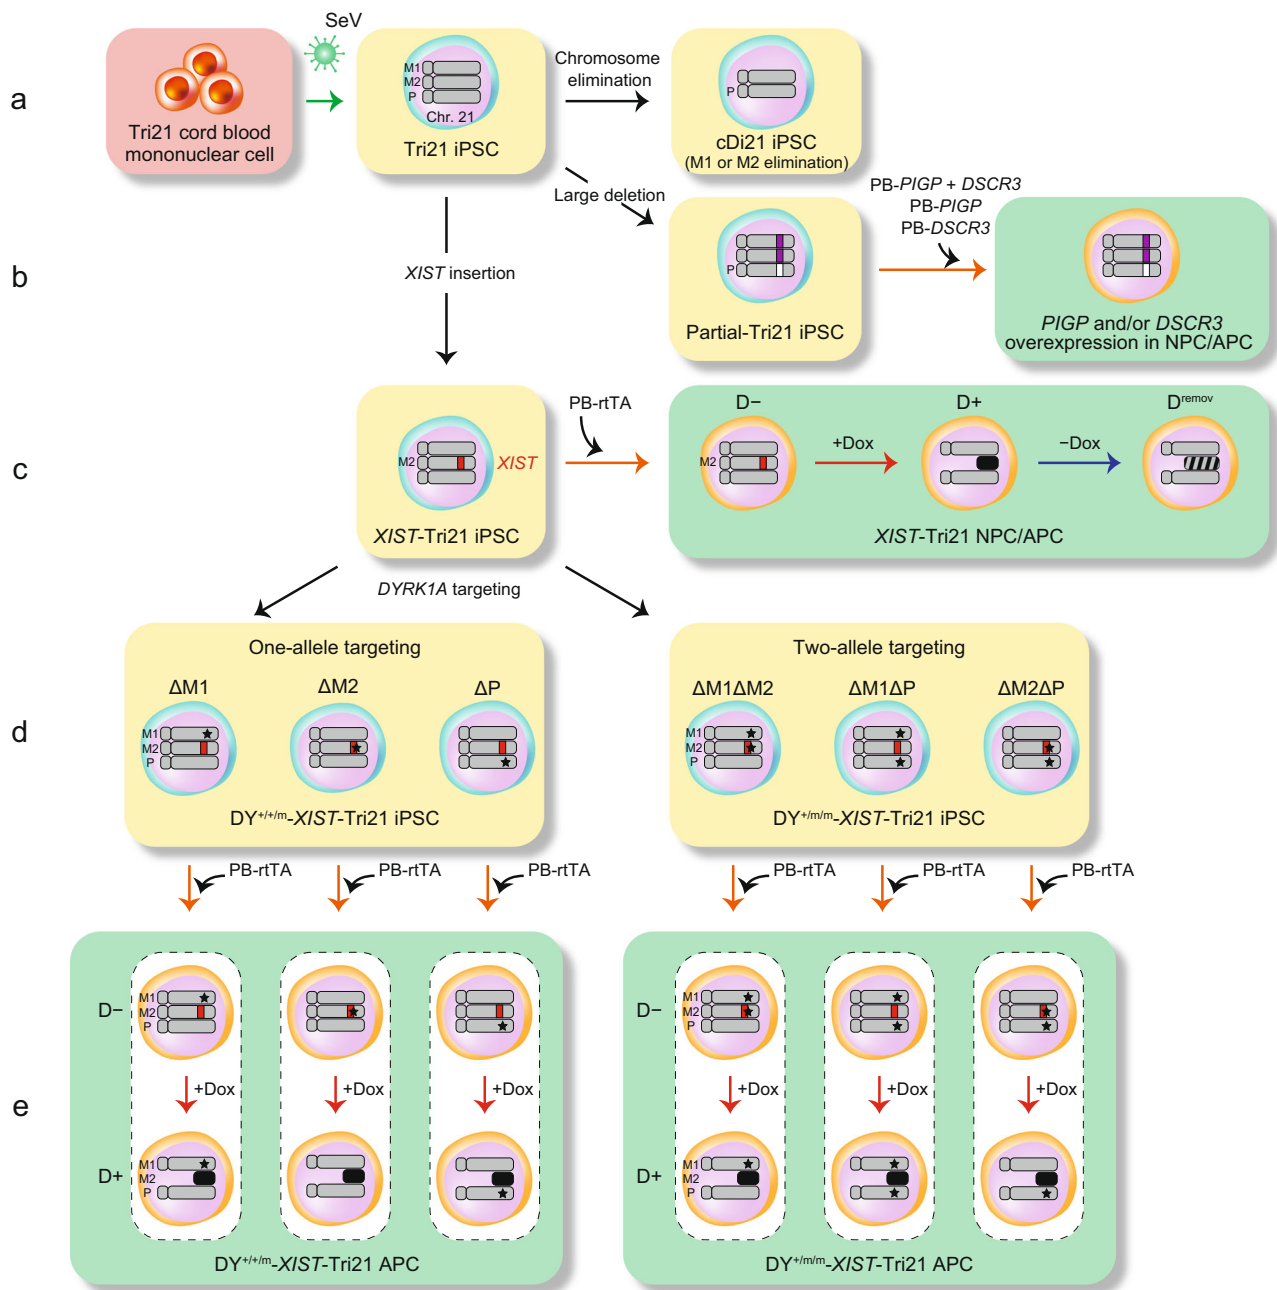 SeV
a
Tri21 cord blood
mononuclear cell
M1
M2
P
Chr. 21
Tri21 iPSC
Chromosome
elimination
P
cDi21 iPSC
(M1 or M2 elimination)
Large deletion
b
XIST insertion
P
Partial-Tri21 iPSC
PB-PIGP + DSCR3
PB-PIGP
PB-DSCR3
PIGP and/or DSCR3
overexpression in NPC/APC
c
M2
XIST
XIST-Tri21 iPSC
PB-rtTA
D−
D+
D^remov
M2
+Dox
−Dox
XIST-Tri21 NPC/APC
DYRK1A targeting
d
One-allele targeting
ΔM1
ΔM2
ΔP
M1
M2
P
DY^+/+/m-XIST-Tri21 iPSC
Two-allele targeting
ΔM1ΔM2
ΔM1ΔP
ΔM2ΔP
M1
M2
P
DY^+/m/m-XIST-Tri21 iPSC
PB-rtTA
PB-rtTA
PB-rtTA
PB-rtTA
PB-rtTA
PB-rtTA
e
D−
M1
M2
P
+Dox
+Dox
+Dox
D+
M1
M2
P
DY^+/+/m-XIST-Tri21 APC
D−
M1
M2
P
+Dox
+Dox
+Dox
D+
M1
M2
P
DY^+/m/m-XIST-Tri21 APC